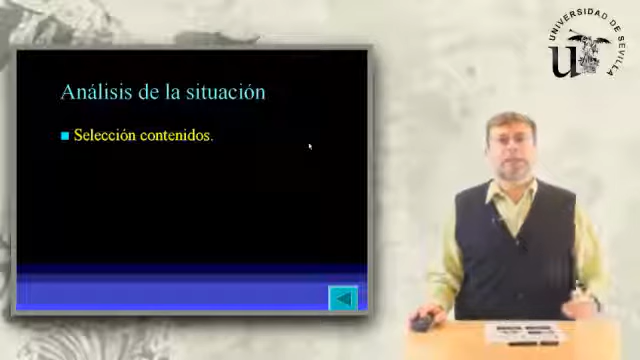 UNIVERSIDAD DE SEVILLA
Análisis de la situación
Selección contenidos.